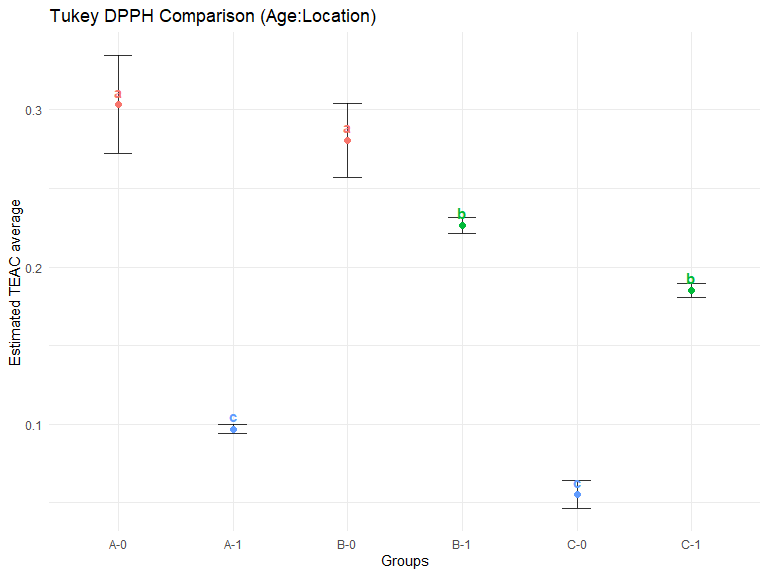 Tukey DPPH Comparison (Age:Location)
Estimated TEAC average
0.3
0.2
0.1
a
a
b
b
c
c
A-0 A-1 B-0 B-1 C-0 C-1
Groups